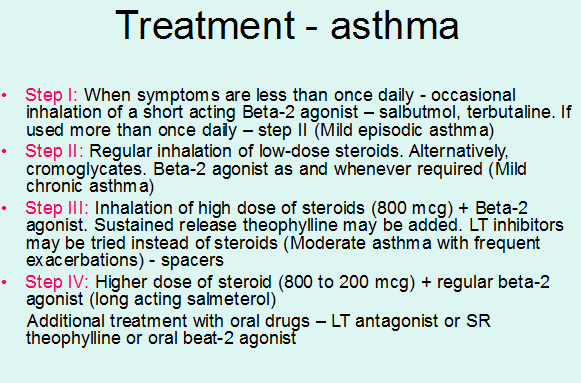 Treatment - asthma
• Step I: When symptoms are less than once daily - occasional
inhalation of a short acting Beta-2 agonist – salbutmol, terbutaline. If
used more than once daily – step II (Mild episodic asthma)
• Step II: Regular inhalation of low-dose steroids. Alternatively,
cromoglycates. Beta-2 agonist as and whenever required (Mild
chronic asthma)
• Step III: Inhalation of high dose of steroids (800 mcg) + Beta-2
agonist. Sustained release theophylline may be added. LT inhibitors
may be tried instead of steroids (Moderate asthma with frequent
exacerbations) - spacers
• Step IV: Higher dose of steroid (800 to 200 mcg) + regular beta-2
agonist (long acting salmeterol)
Additional treatment with oral drugs – LT antagonist or SR
theophylline or oral beat-2 agonist